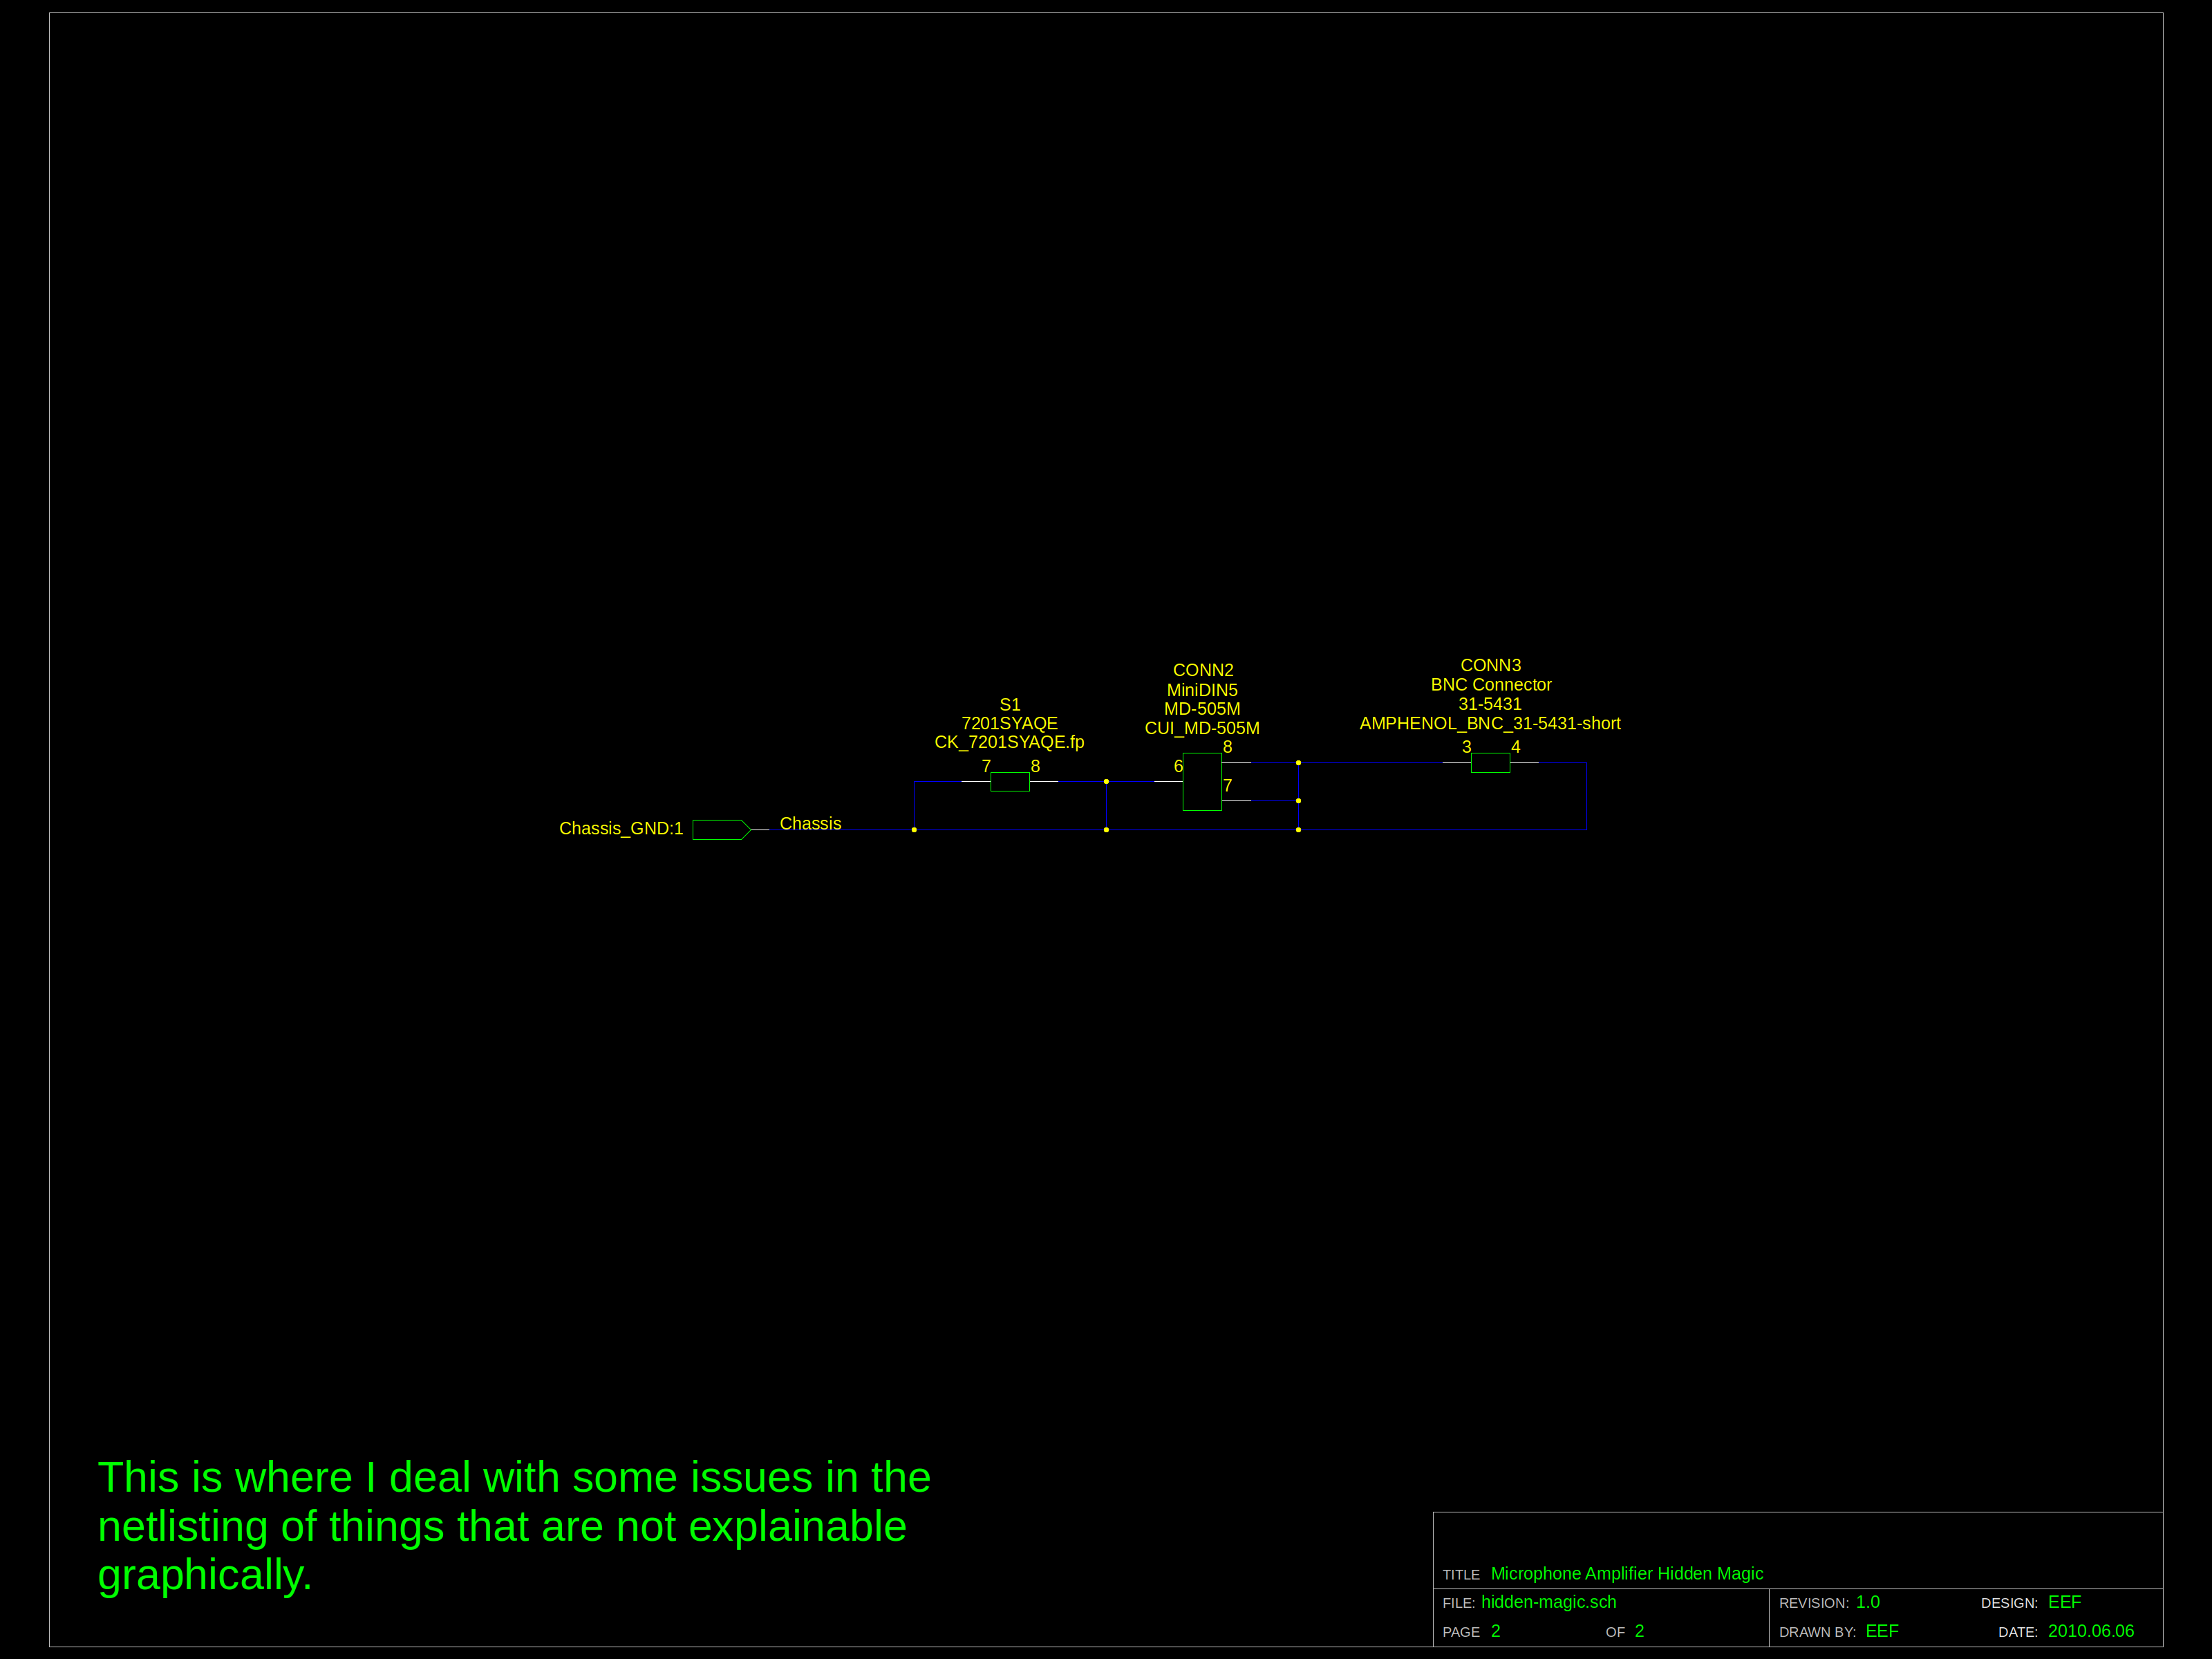 CONN3
BNC Connector
31-5431
AMPHENOL_BNC_31-5431-short
3 4
CONN2
MiniDIN5
MD-505M
CUI_MD-505M
8
6
7
S1
7201SYAQE
CK_7201SYAQE.fp
7 8
Chassis_GND:1 Chassis
This is where I deal with some issues in the
netlisting of things that are not explainable
graphically.
TITLE Microphone Amplifier Hidden Magic
FILE: hidden-magic.sch REVISION: 1.0 DESIGN: EEF
PAGE 2 OF 2 DRAWN BY: EEF DATE: 2010.06.06